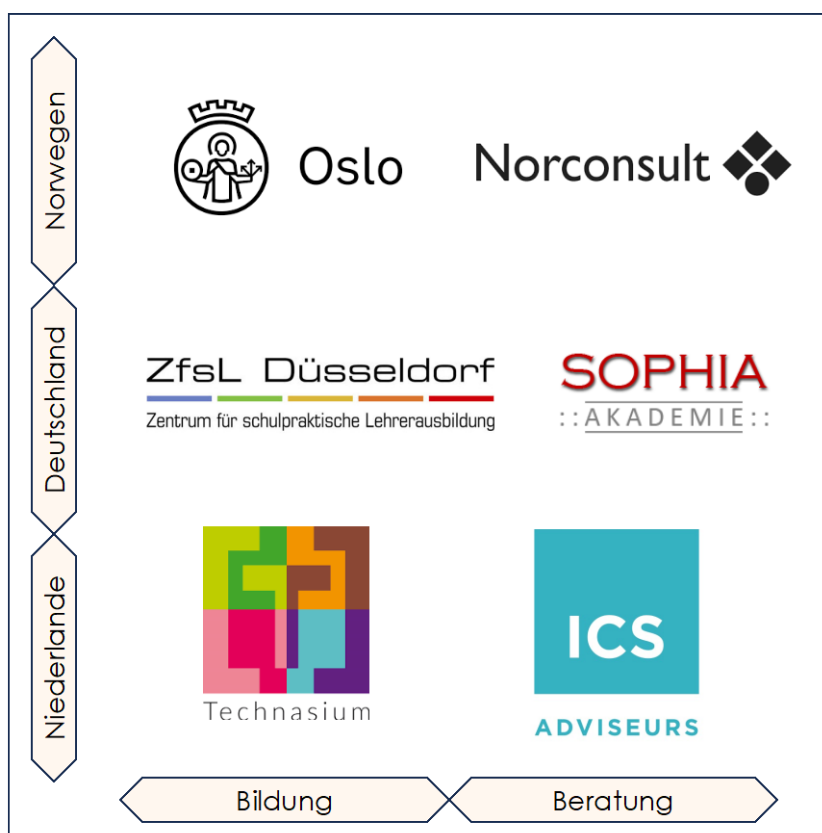 Norwegen
Oslo
Norconsult
Deutschland
ZfsL Düsseldorf
Zentrum für schulpraktische Lehrerausbildung
SOPHIA
::AKADEMIE::
Niederlande
Technasium
ICS
ADVISEURS
Bildung
Beratung